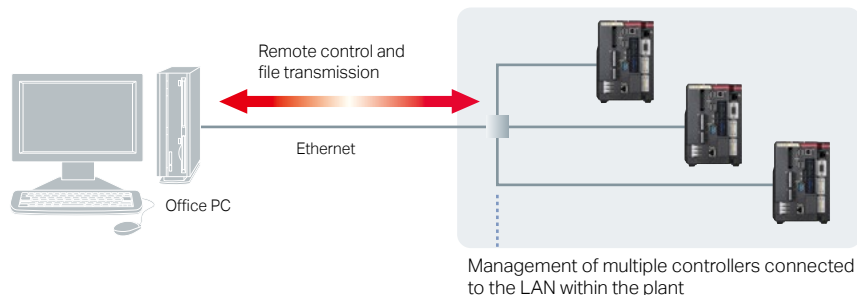 Remote control and
file transmission
Ethernet
Office PC
Management of multiple controllers connected
to the LAN within the plant